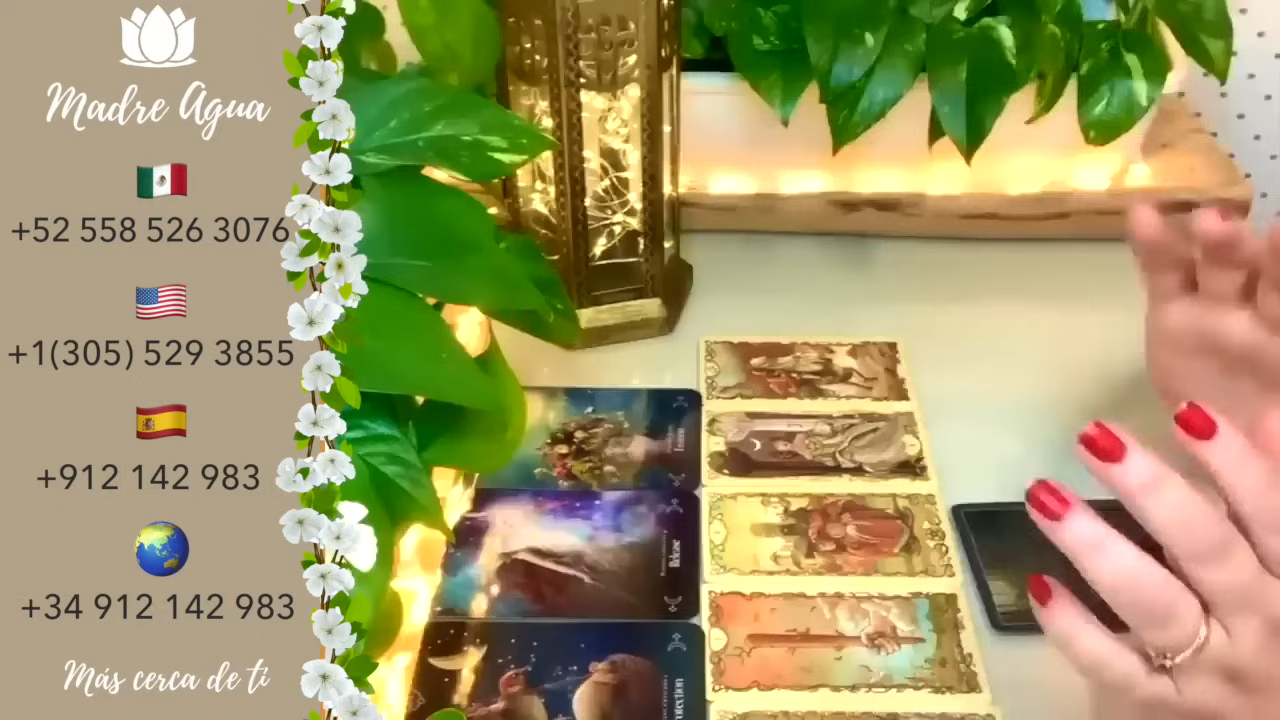 Madre Agua
+52 558 526 3076
+1(305) 529 3855
+912 142 983
+34 912 142 983
Más cerca de ti
Release